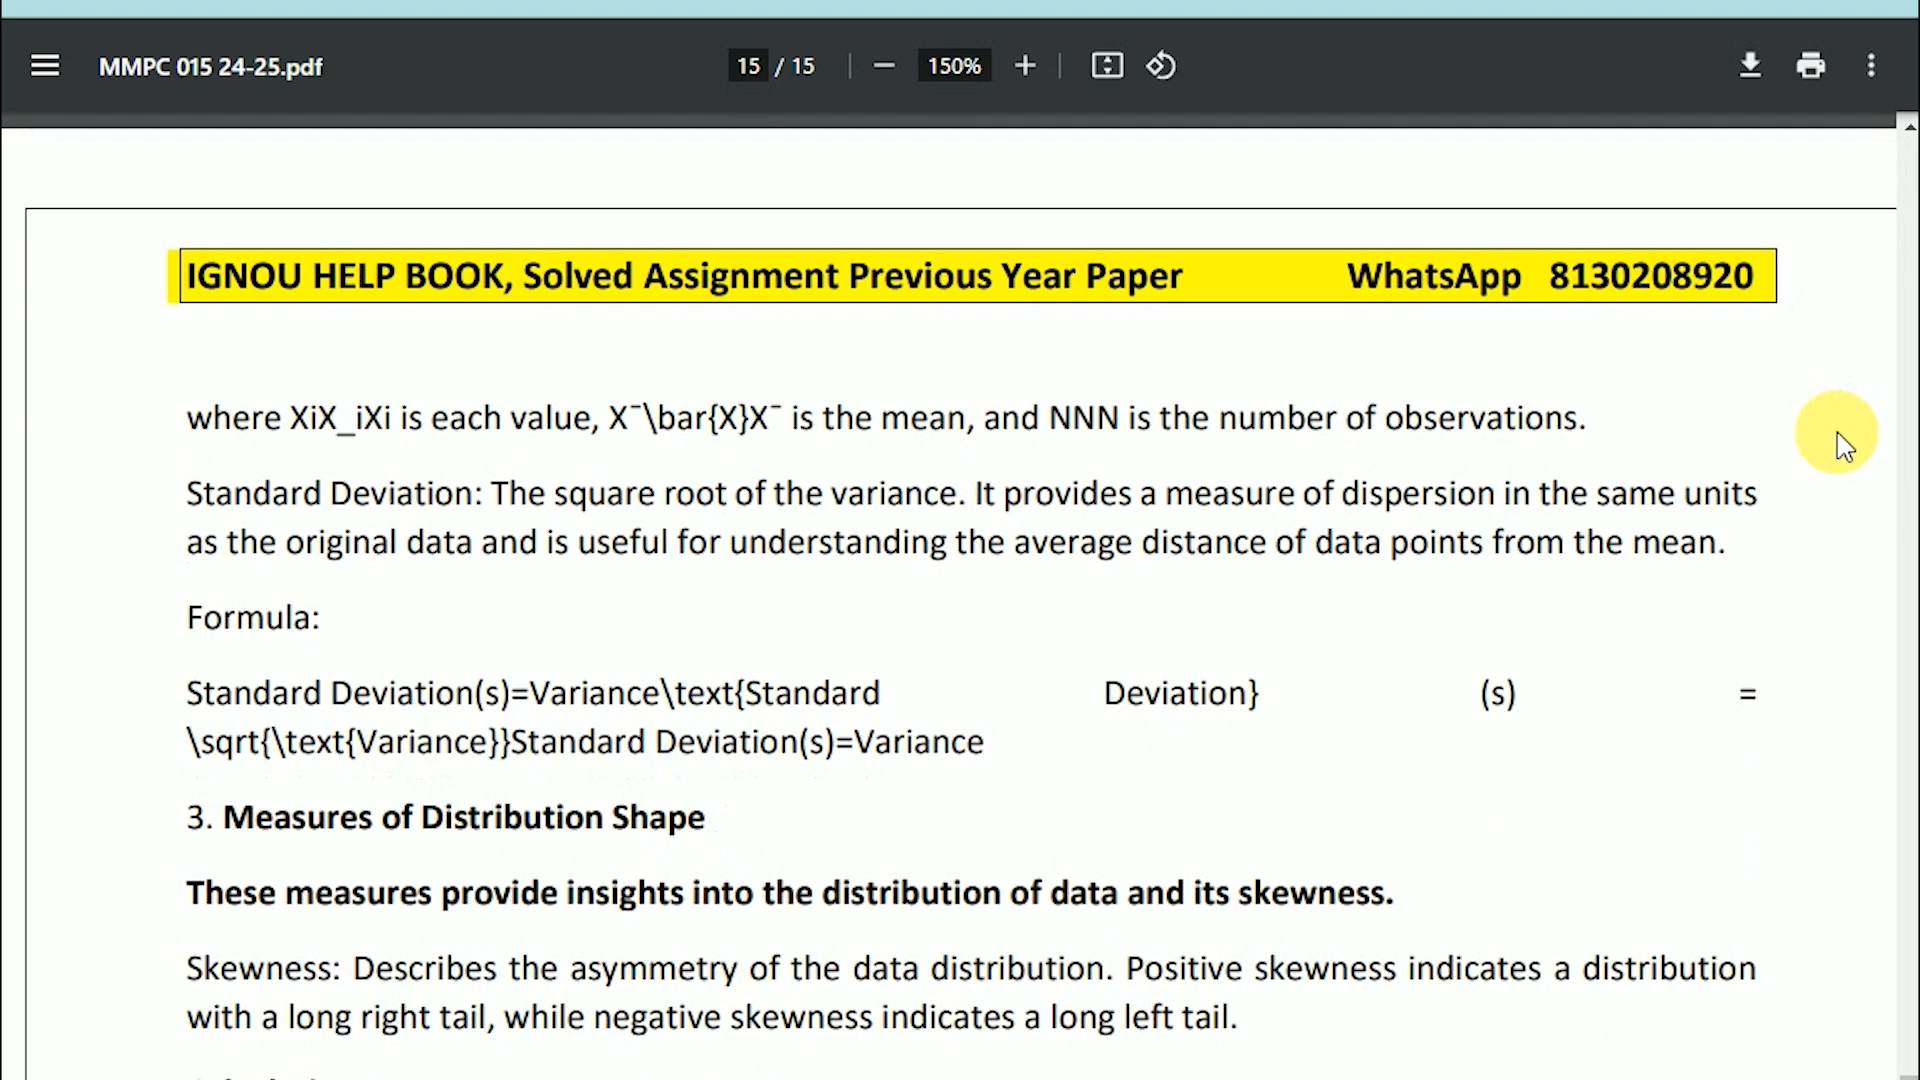 MMPC 015 24-25.pdf
15 / 15
150%
IGNOU HELP BOOK, Solved Assignment Previous Year Paper WhatsApp 8130208920
where XiX_iXi is each value, Xˉ\bar{X}Xˉ is the mean, and NNN is the number of observations.
Standard Deviation: The square root of the variance. It provides a measure of dispersion in the same units
as the original data and is useful for understanding the average distance of data points from the mean.
Formula:
Standard Deviation(s)=Variance\text{Standard Deviation} (s) =
\sqrt{\text{Variance}}Standard Deviation(s)=Variance
3. Measures of Distribution Shape
These measures provide insights into the distribution of data and its skewness.
Skewness: Describes the asymmetry of the data distribution. Positive skewness indicates a distribution
with a long right tail, while negative skewness indicates a long left tail.